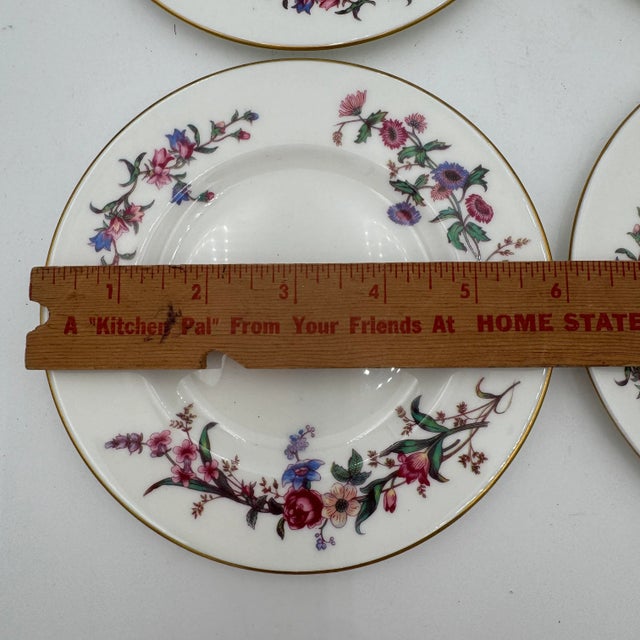 1 2 3 4 5 6
A "Kitchen Pal" From Your Friends At HOME STATE